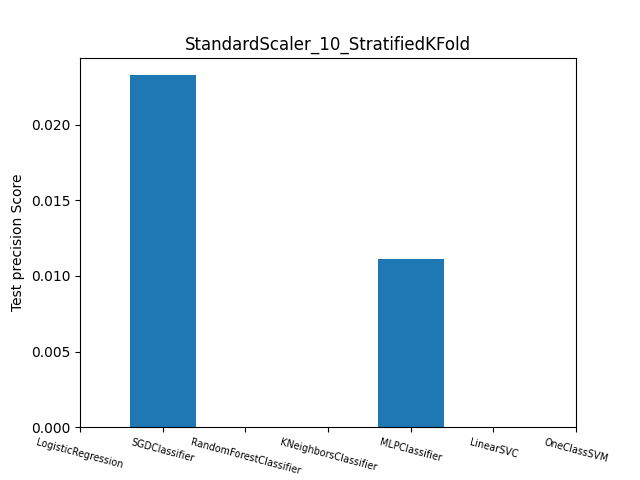 StandardScaler_10_StratifiedKFold
Test precision Score
0.020
0.015
0.010
0.005
0.000
LogisticRegression
SGDClassifier
RandomForestClassifier
KNeighborsClassifier
MLPClassifier
LinearSVC
OneClassSVM